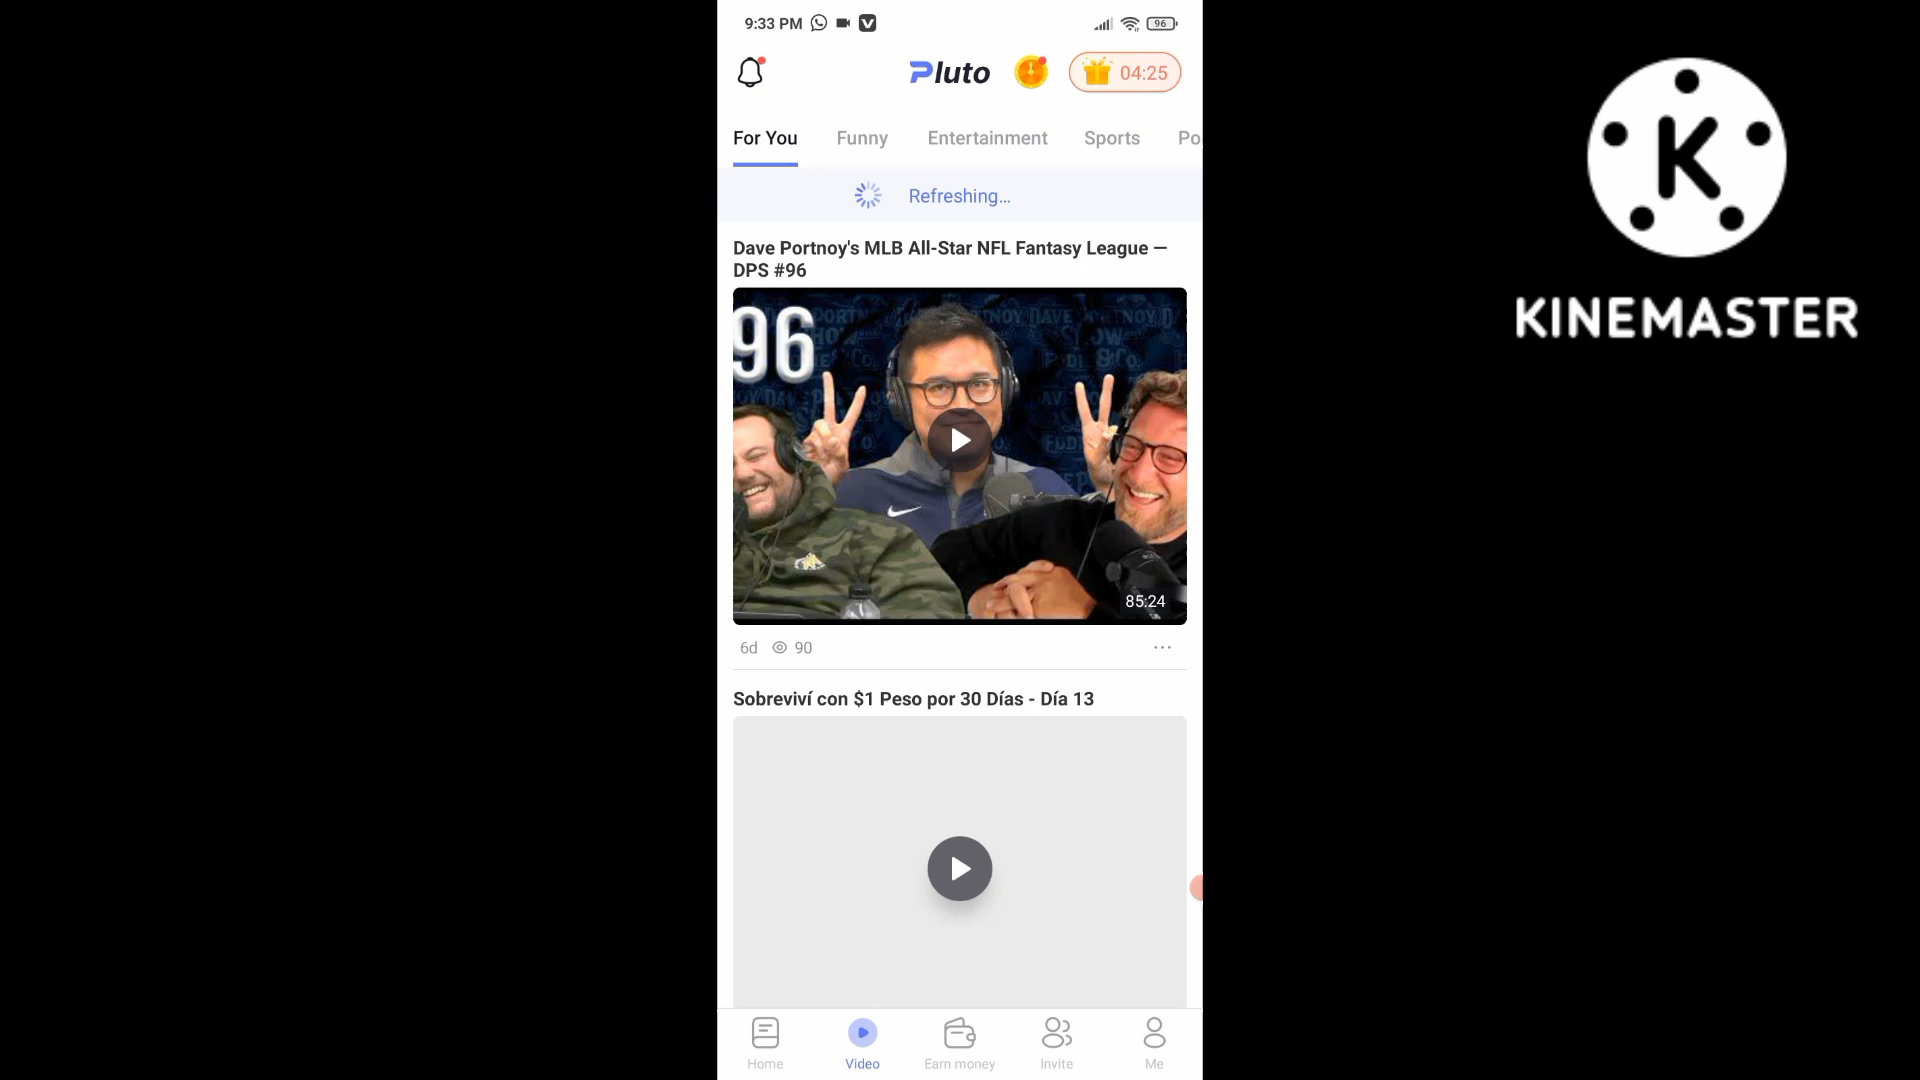 9:33 PM
96
Pluto
04:25
For You
Funny
Entertainment
Sports
Po
Refreshing...
Dave Portnoy's MLB All-Star NFL Fantasy League —
DPS #96
96
85:24
6d
90
Sobreviví con $1 Peso por 30 Días - Día 13
Home
Video
Earn money
Invite
Me
K
KINEMASTER